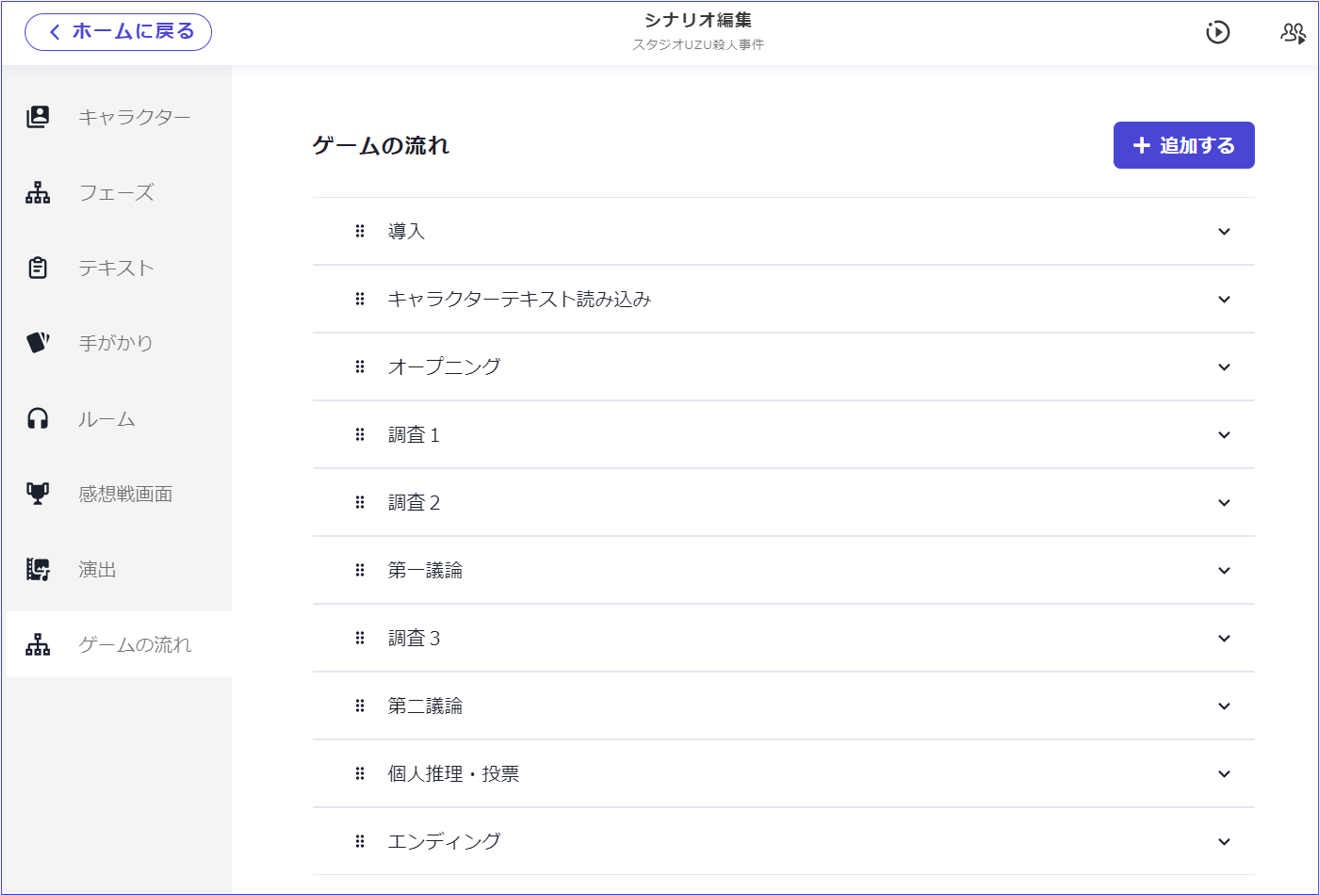 ホームに戻る
シナリオ編集
スタジオUZU殺人事件
キャラクター
フェーズ
テキスト
手がかり
ルーム
感想戦画面
演出
ゲームの流れ
ゲームの流れ
追加する
導入
キャラクターテキスト読み込み
オープニング
調査１
調査２
第一議論
調査３
第二議論
個人推理・投票
エンディング